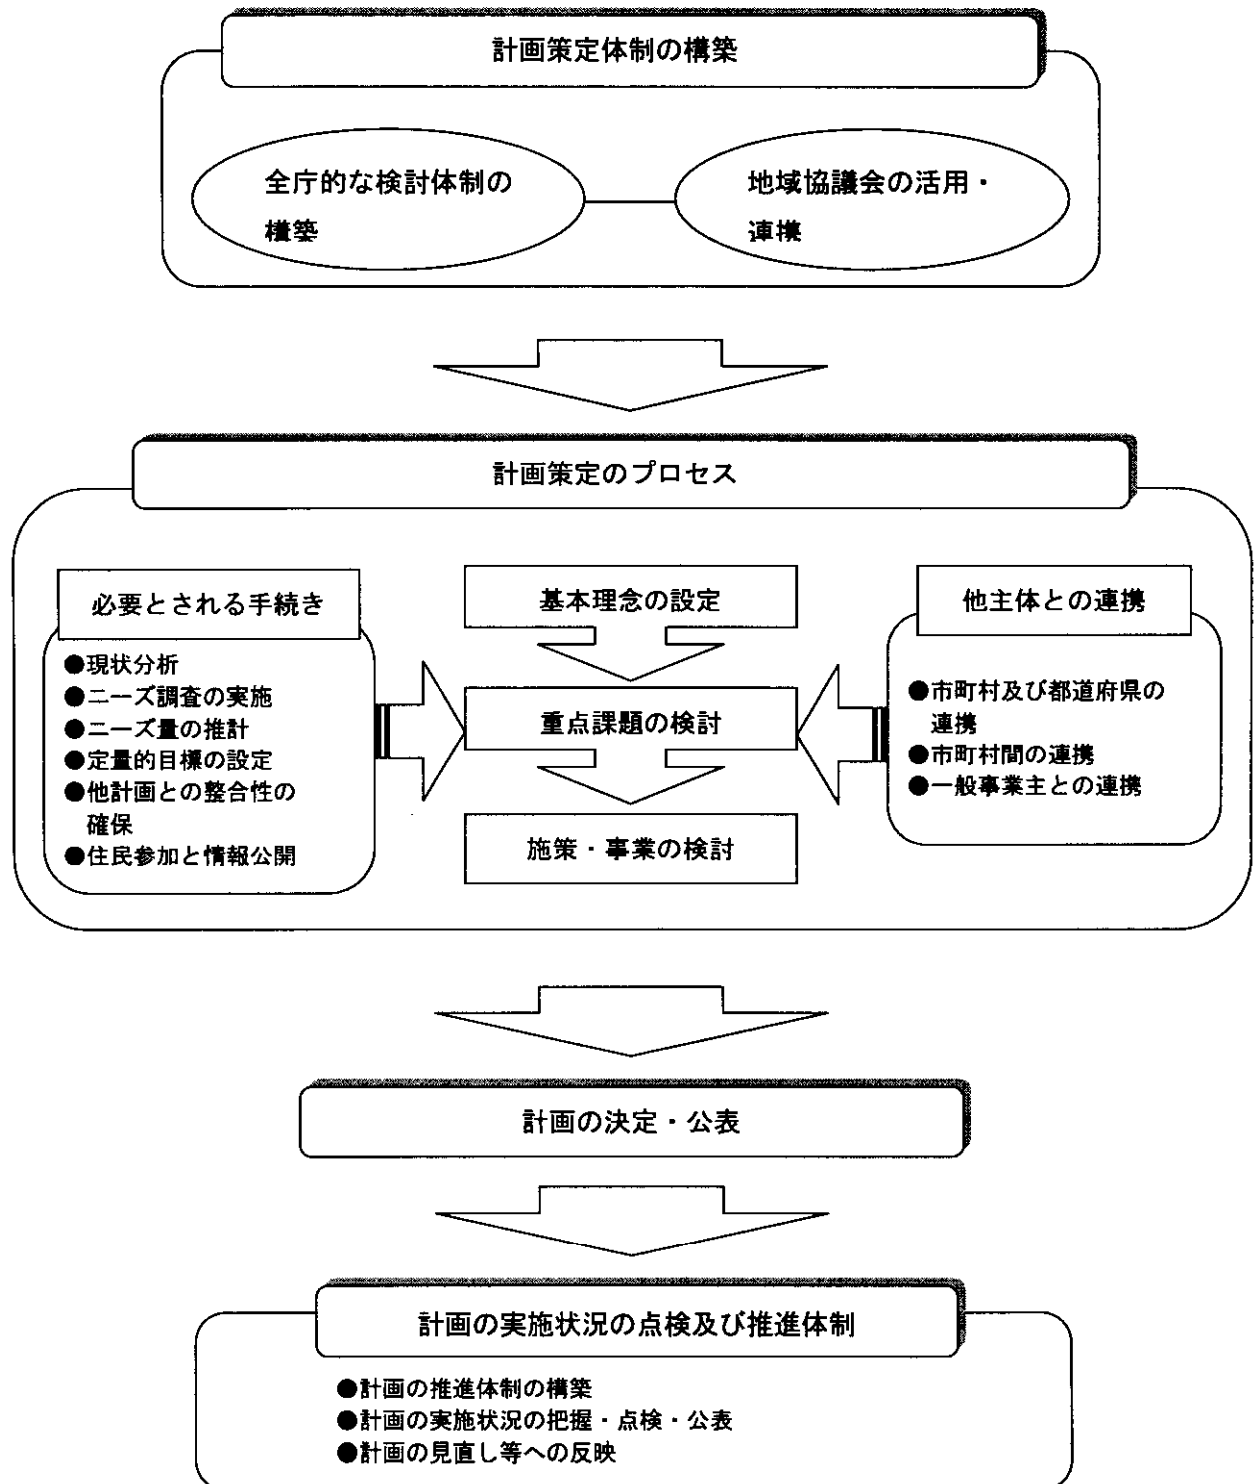 計画策定体制の構築
全庁的な検討体制の
構築
地域協議会の活用・
連携
計画策定のプロセス
必要とされる手続き
●現状分析
●ニーズ調査の実施
●ニーズ量の推計
●定量的目標の設定
●他計画との整合性の
確保
●住民参加と情報公開
基本理念の設定
重点課題の検討
施策・事業の検討
他主体との連携
●市町村及び都道府県の
連携
●市町村間の連携
●一般事業主との連携
計画の決定・公表
計画の実施状況の点検及び推進体制
●計画の推進体制の構築
●計画の実施状況の把握・点検・公表
●計画の見直し等への反映